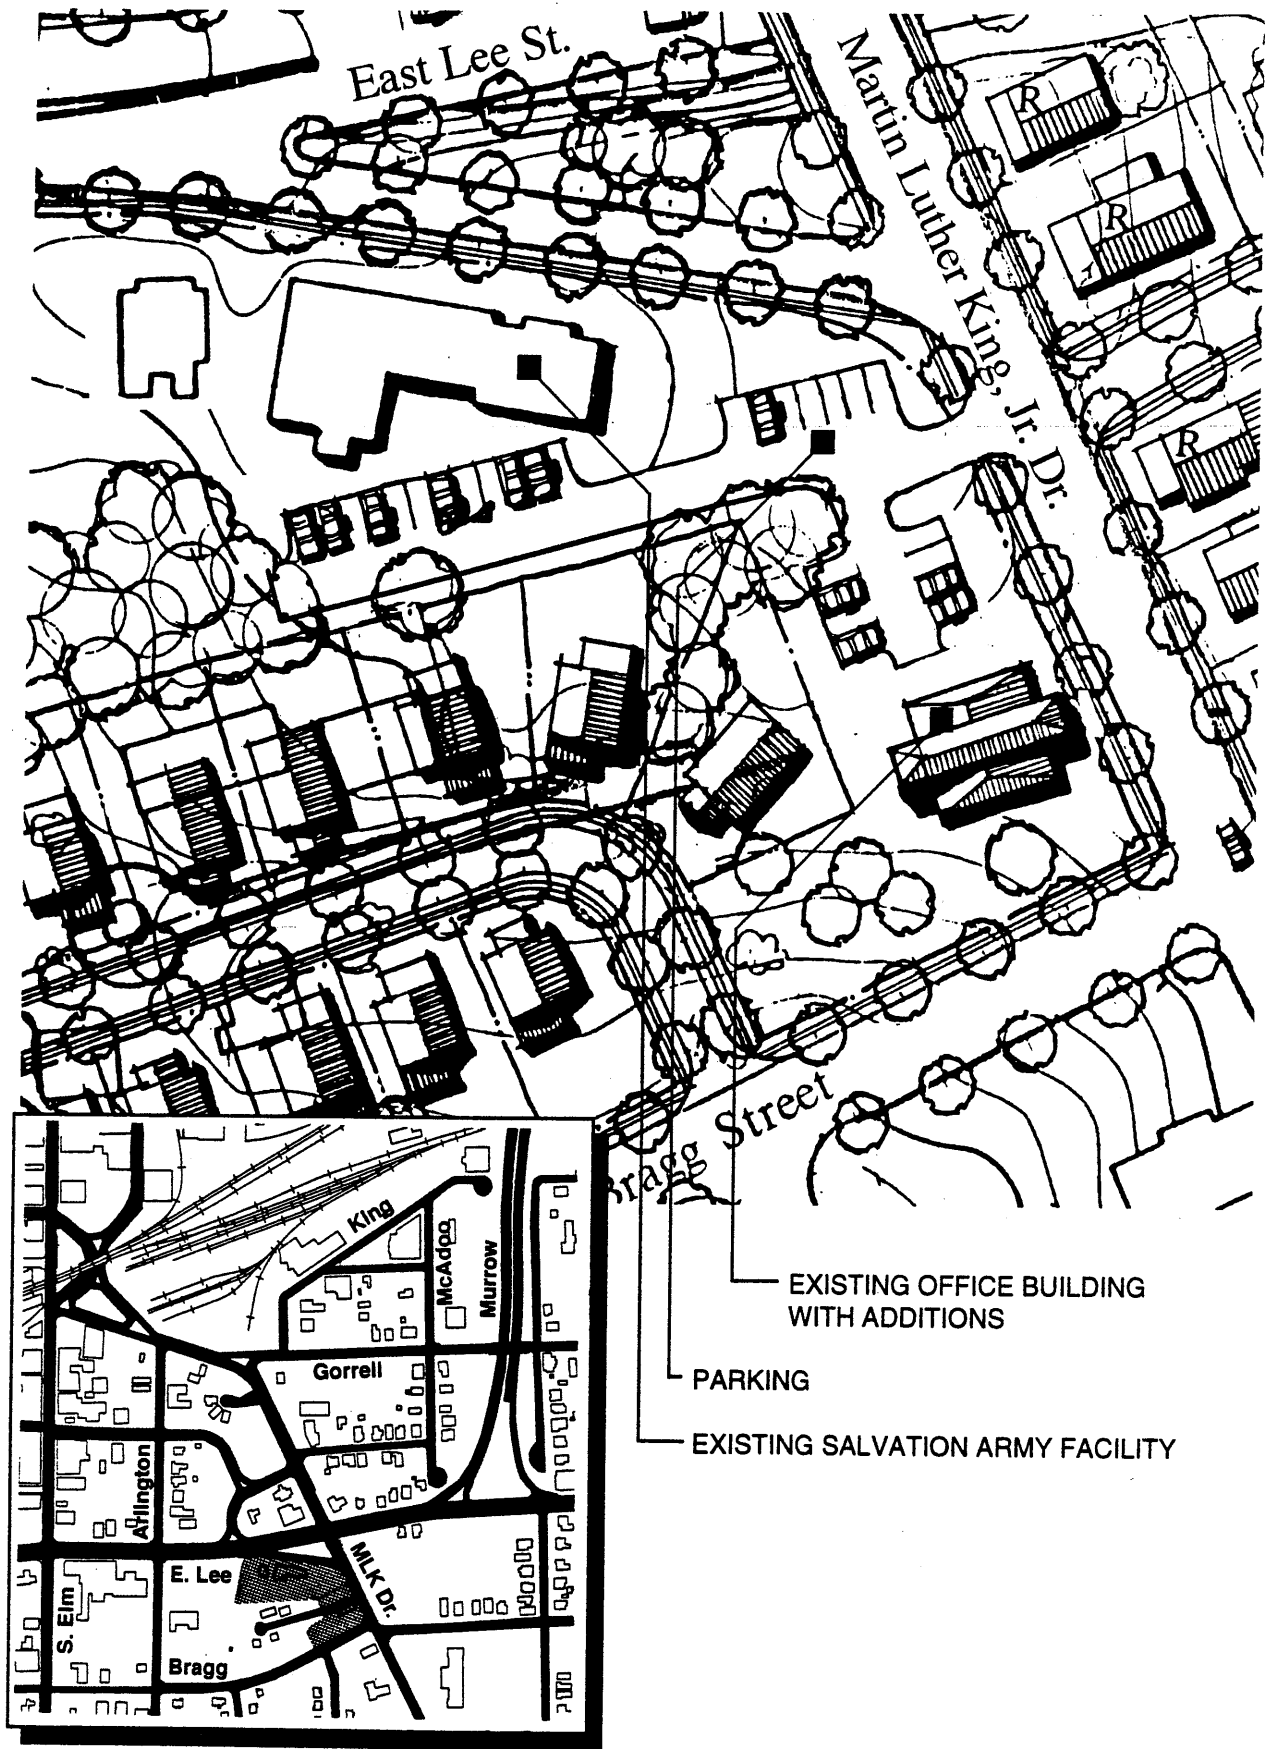 East Lee St.
Martin Luther King, Jr. Dr.
R
R
R
Bragg Street
EXISTING OFFICE BUILDING
WITH ADDITIONS
PARKING
EXISTING SALVATION ARMY FACILITY
King
McAdoo
Murrow
Gorrell
Arlington
E. Lee
MLK Dr.
S. Elm
Bragg